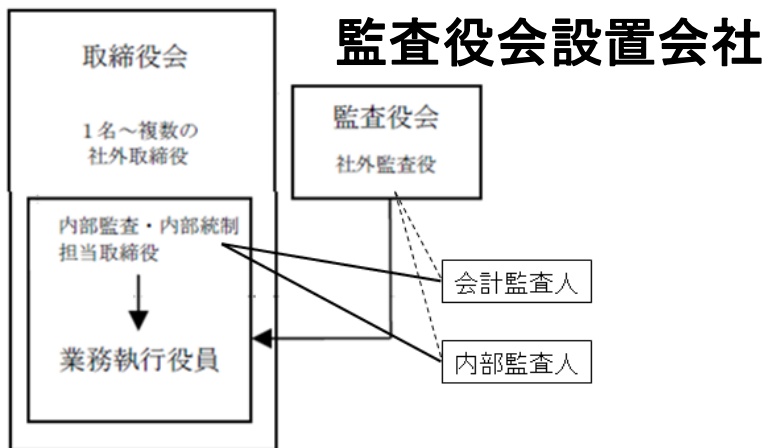 監査役会設置会社
取締役会
1名~複数の
社外取締役
監査役会
社外監査役
内部監査・内部統制
担当取締役
業務執行役員
会計監査人
内部監査人